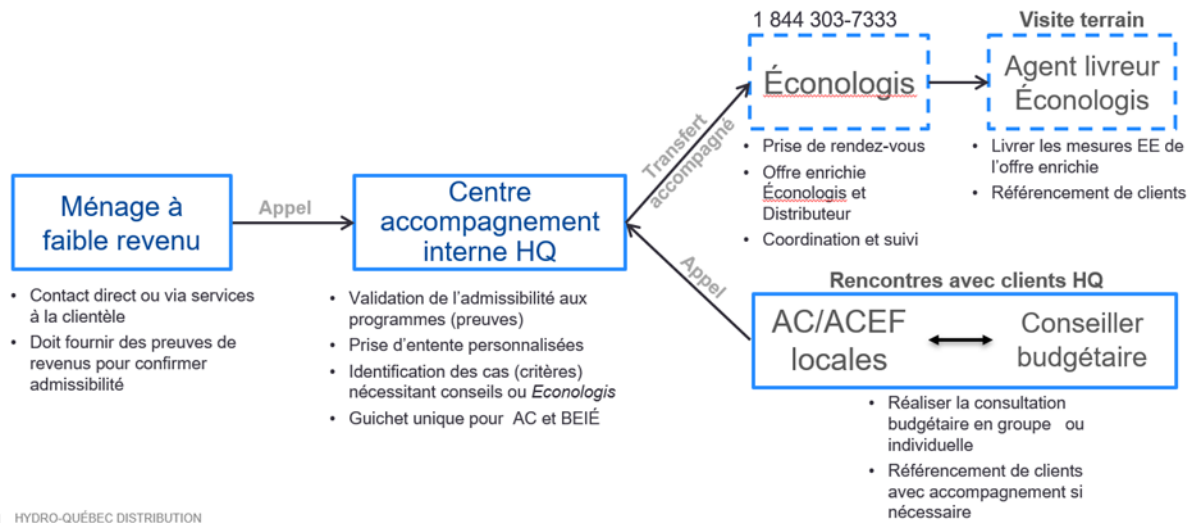 1 844 303-7333
Visite terrain
Éconologis
Agent livreur
Éconologis
Transfert
accompagné
• Prise de rendez-vous
• Offre enrichie
Éconologis et
Distributeur
• Coordination et suivi
• Livrer les mesures EE de
l'offre enrichie
• Référencement de clients
Ménage à
faible revenu
Appel
Centre
accompagnement
interne HQ
• Contact direct ou via services
à la clientèle
• Doit fournir des preuves de
revenus pour confirmer
admissibilité
• Validation de l'admissibilité aux
programmes (preuves)
• Prise d'entente personnalisées
• Identification des cas (critères)
nécessitant conseils ou Econologis
• Guichet unique pour AC et BEIÉ
Appel
Rencontres avec clients HQ
AC/ACEF
locales
Conseiller
budgétaire
• Réaliser la consultation
budgétaire en groupe ou
individuelle
• Référencement de clients
avec accompagnement si
nécessaire
HYDRO-QUÉBEC DISTRIBUTION